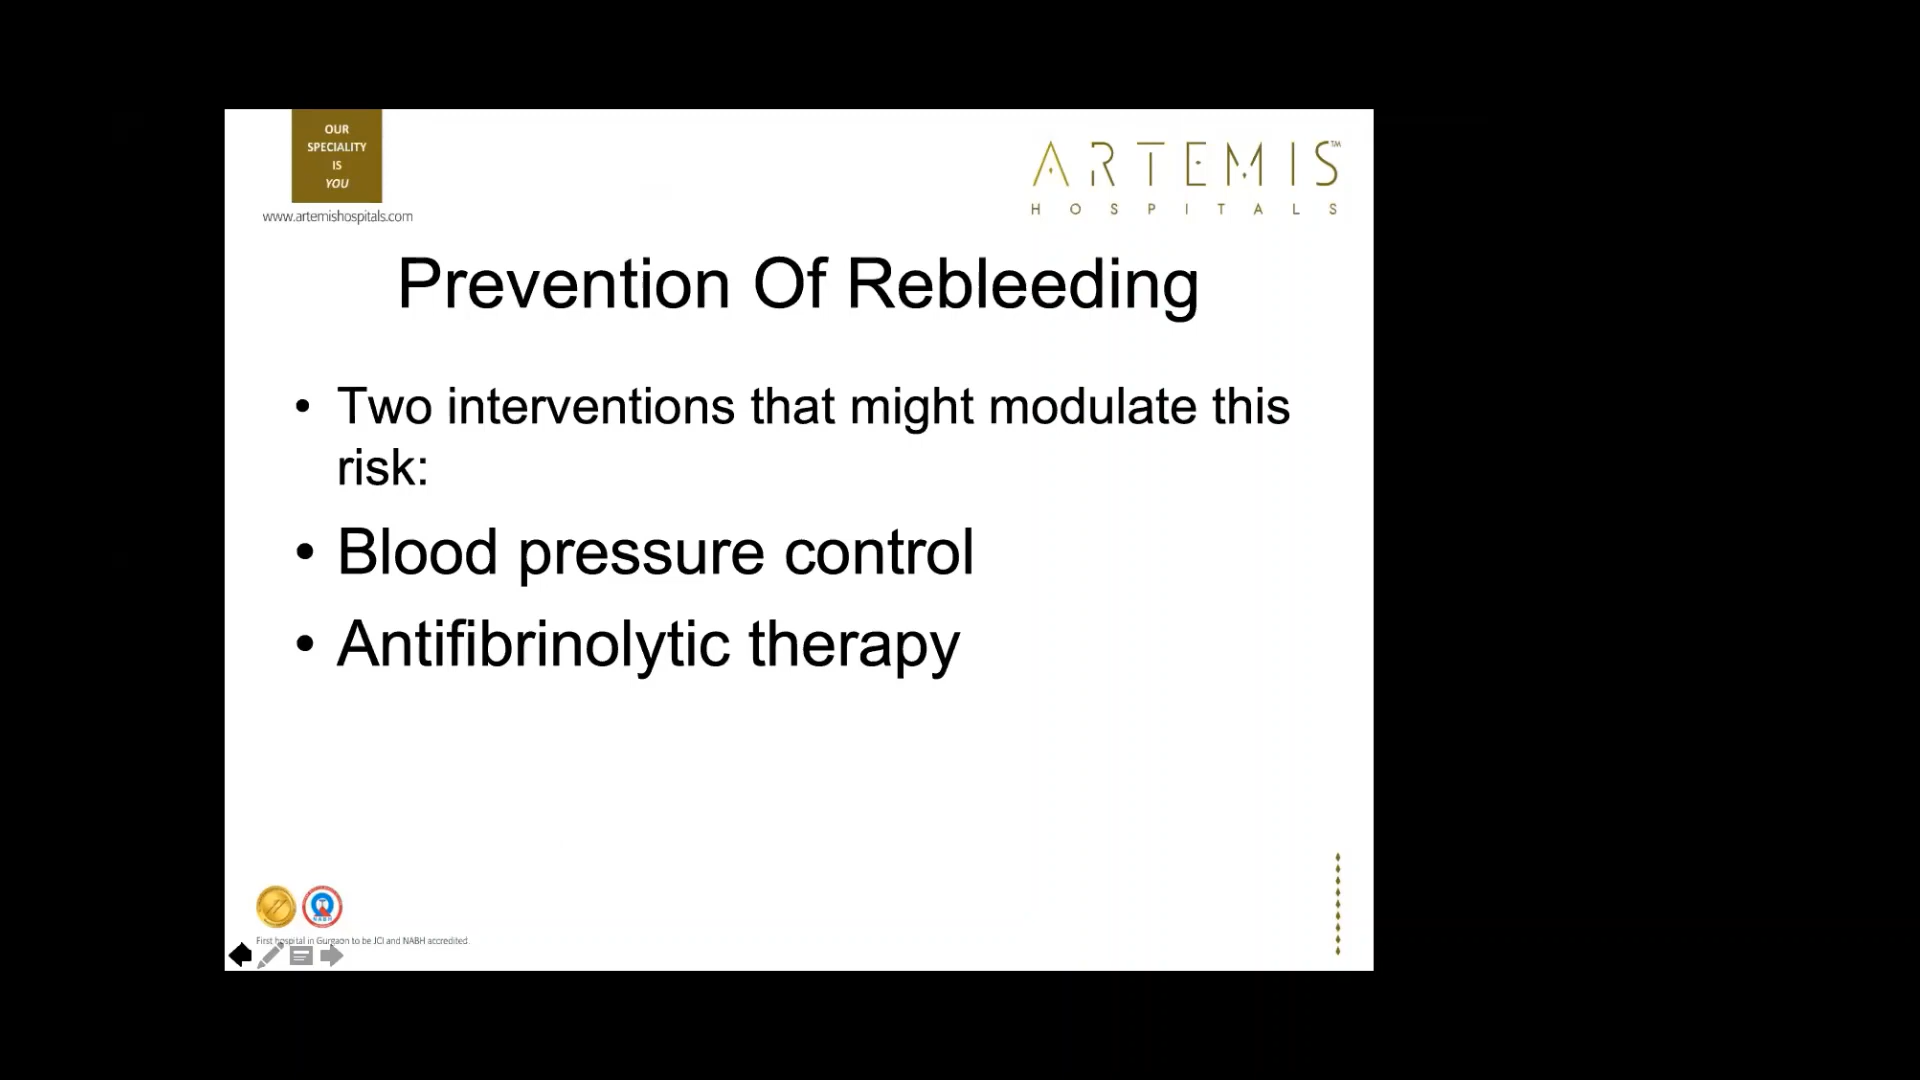 OUR
SPECIALITY
IS
YOU
www.artemishospitals.com
ARTEMIS™
HOSPITALS
Prevention Of Rebleeding
• Two interventions that might modulate this
risk:
• Blood pressure control
• Antifibrinolytic therapy
First hospital in Gurgaon to be JCI and NABH accredited.